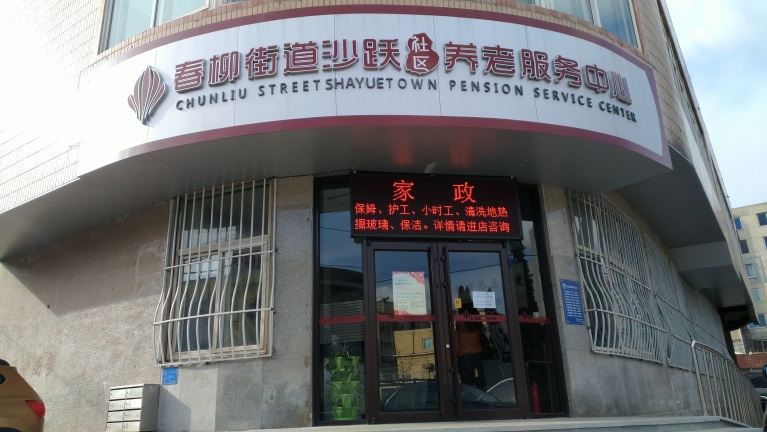 春柳街道沙跃社区养老服务中心
CHUNLIU STREETSHAYUETOWN PENSION SERVICE CENTER
家 政
保姆、护工、小时工、清洗地热
擦玻璃、保洁。详情请进店咨询